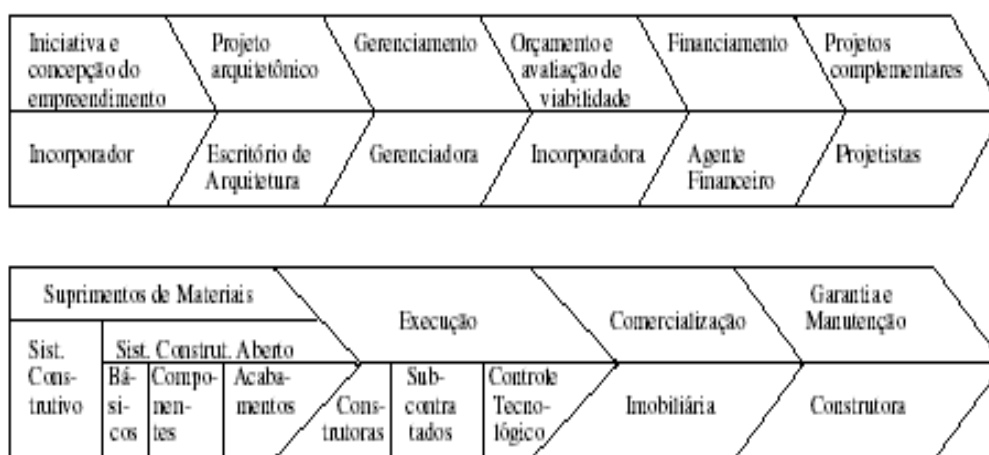 Iniciativa e
concepção do
empreendimento
Projeto
arquitetônico
Gerenciamento
Orçamento e
avaliação de
viabilidade
Financiamento
Projetos
complementares
Incorporador
Escritório de
Arquitetura
Gerenciadora
Incorporadora
Agente
Financeiro
Projetistas
Suprimentos de Materiais
Execução
Comercialização
Garantia e
Manutenção
Sist.
Cons-
trutivo
Sist. Construt. Aberto
Bá-
si-
cos
Compo-
nen-
tes
Acaba-
mentos
Cons-
trutoras
Sub-
contra
tados
Controle
Tecno-
lógico
Imobiliária
Construtora